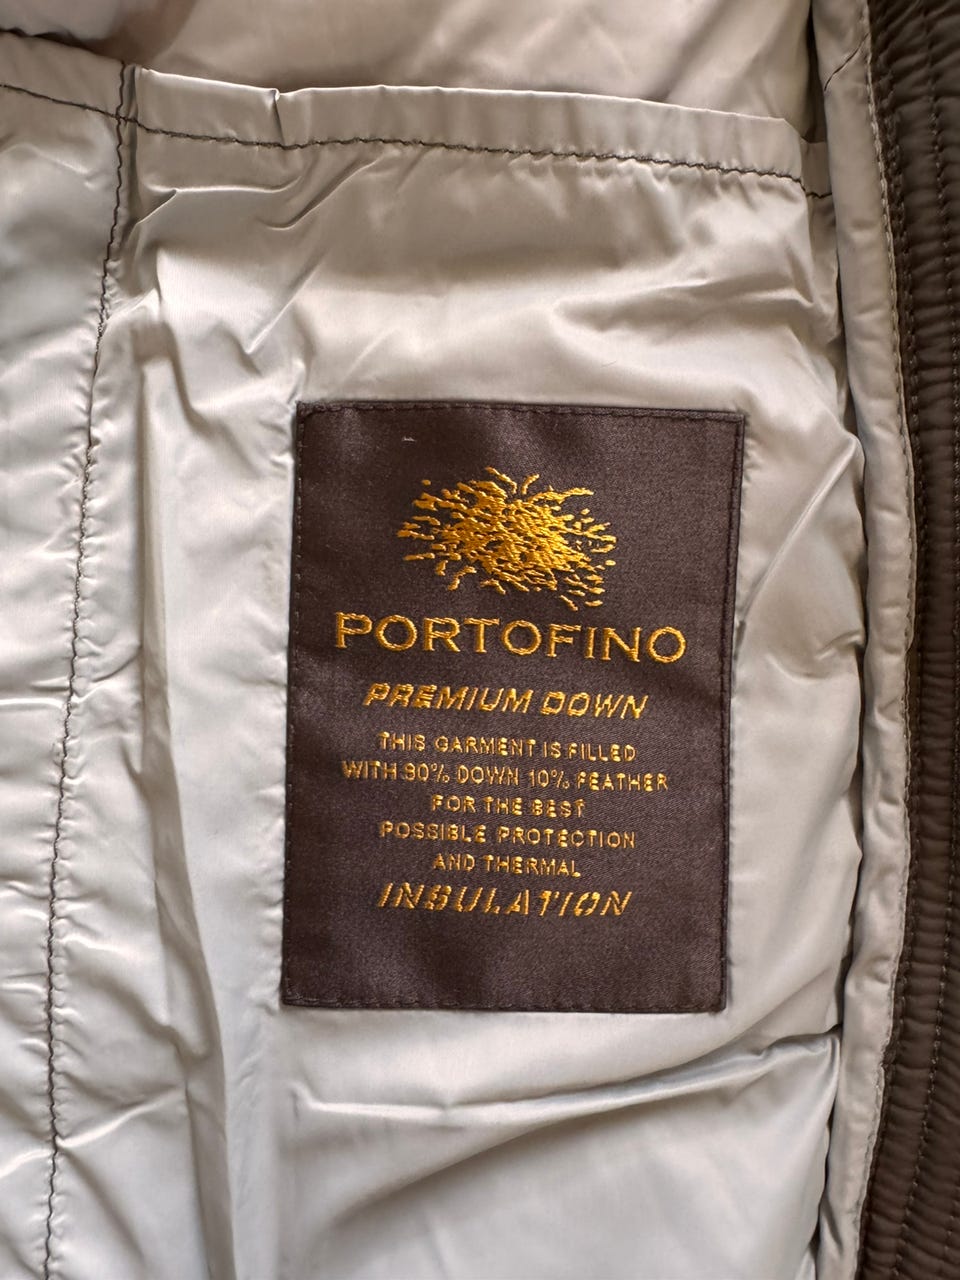 PORTOFINO
PREMIUM DOWN
THIS GARMENT IS FILLED
WITH 90% DOWN 10% FEATHER
FOR THE BEST
POSSIBLE PROTECTION
AND THERMAL
INSULATION